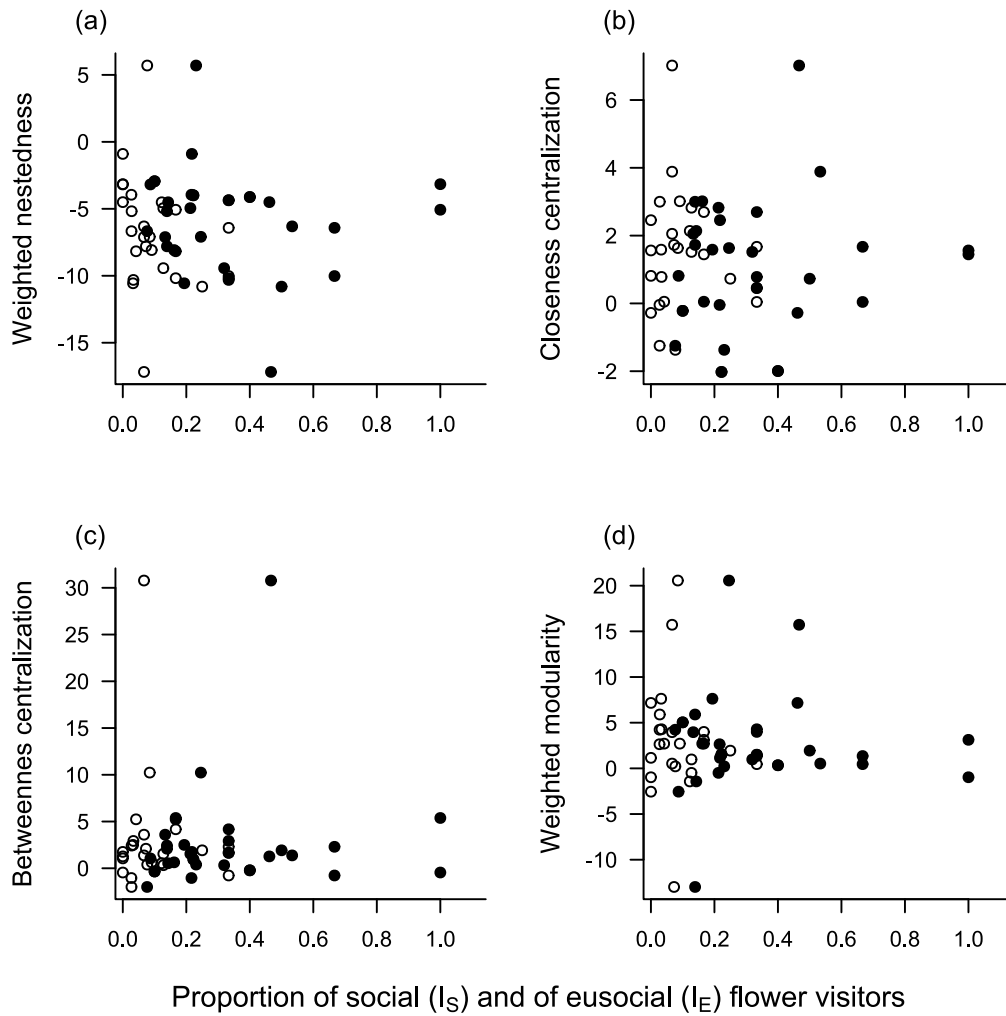 (a)
Weighted nestedness
5
0
-5
-10
-15
0.0 0.2 0.4 0.6 0.8 1.0
(b)
Closeness centralization
6
4
2
0
-2
0.0 0.2 0.4 0.6 0.8 1.0
(c)
Betweenness centralization
30
25
20
15
10
5
0
0.0 0.2 0.4 0.6 0.8 1.0
(d)
Weighted modularity
20
15
10
5
0
-10
0.0 0.2 0.4 0.6 0.8 1.0
Proportion of social (I_S) and of eusocial (I_E) flower visitors